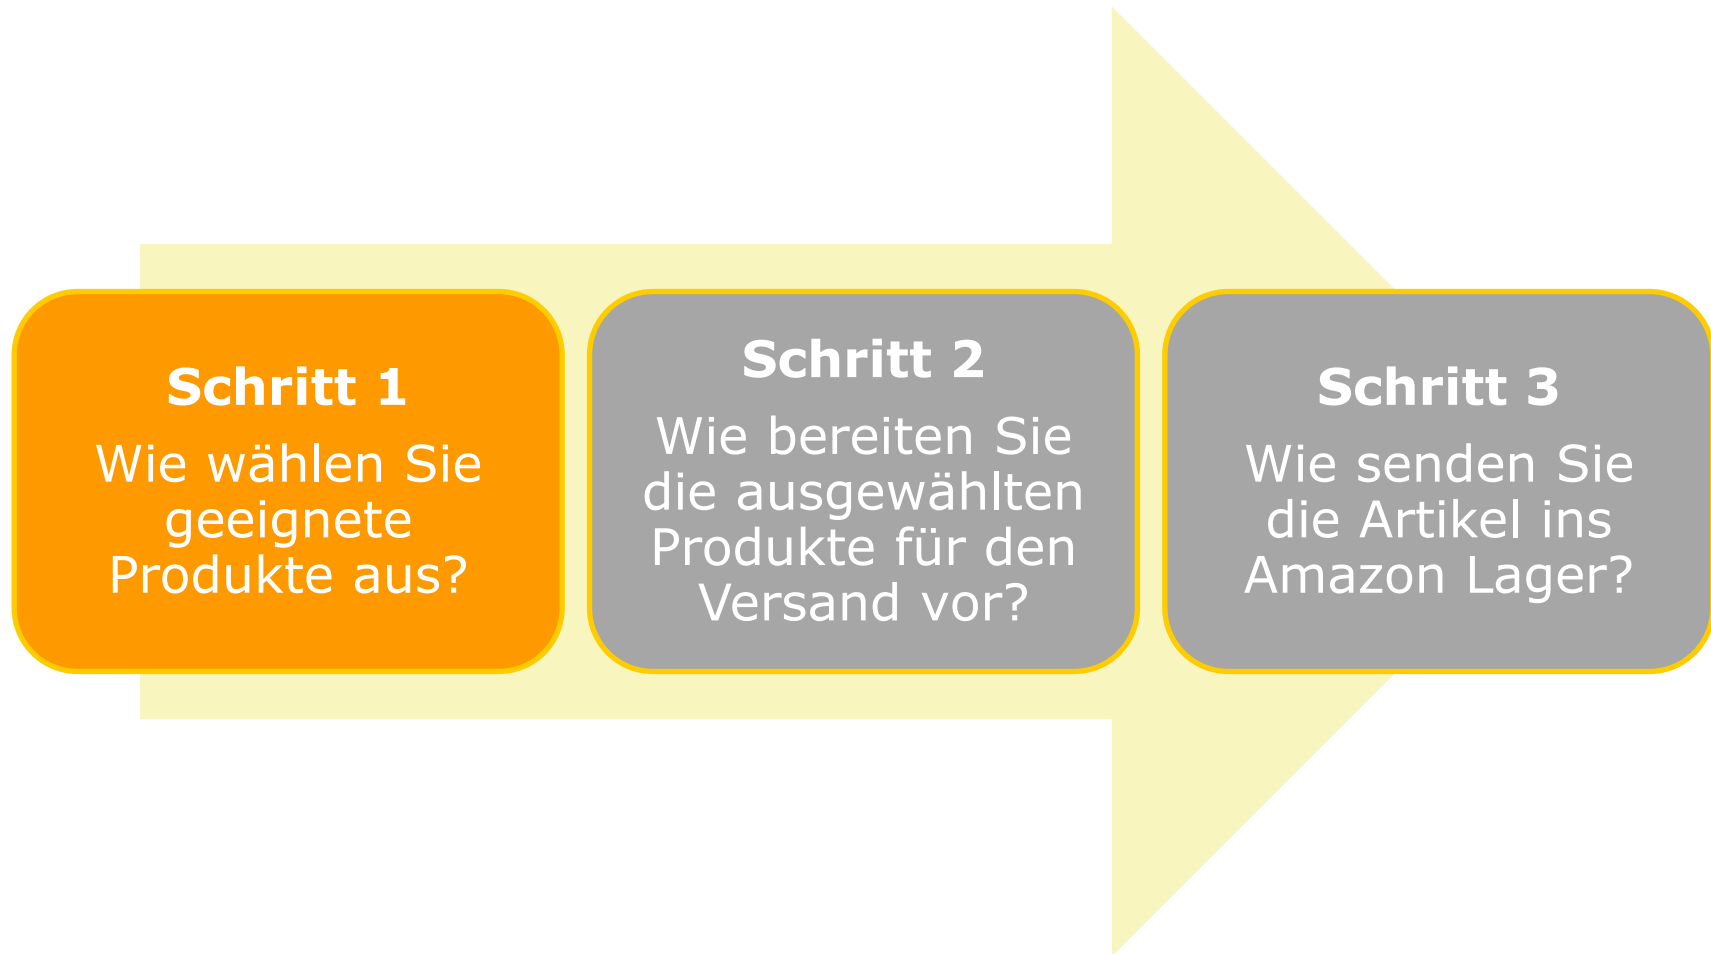 Schritt 1
Wie wählen Sie
geeignete
Produkte aus?
Schritt 2
Wie bereiten Sie
die ausgewählten
Produkte für den
Versand vor?
Schritt 3
Wie senden Sie
die Artikel ins
Amazon Lager?